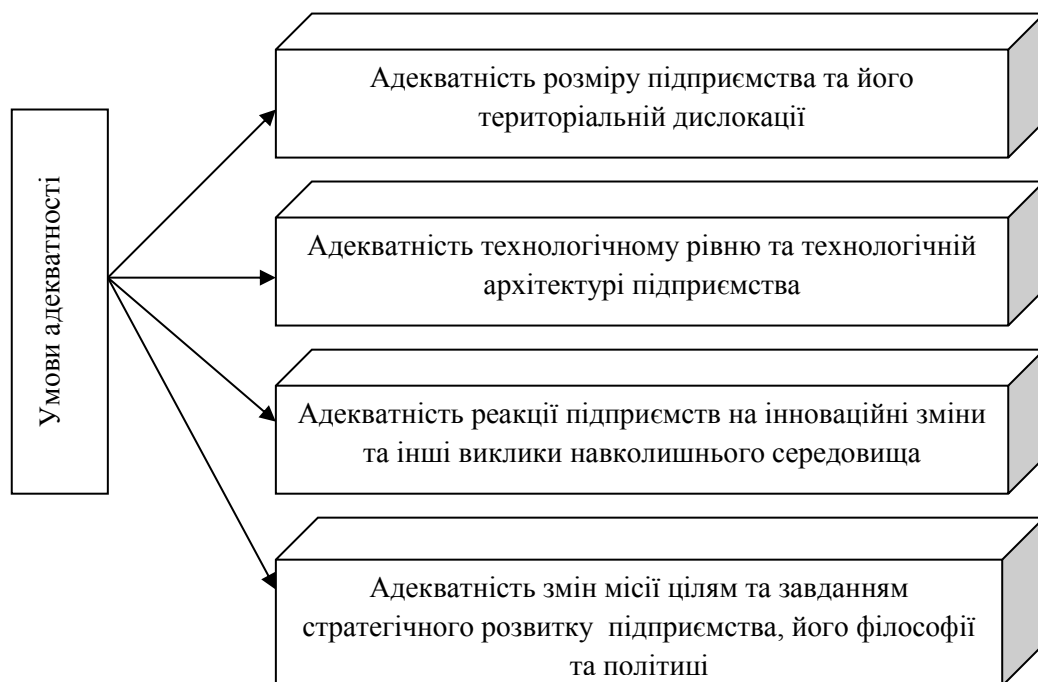 Умови адекватності
Адекватність розміру підприємства та його
територіальній дислокації
Адекватність технологічному рівню та технологічній
архітектурі підприємства
Адекватність реакції підприємств на інноваційні зміни
та інші виклики навколишнього середовища
Адекватність змін місії цілям та завданням
стратегічного розвитку підприємства, його філософії
та політиці